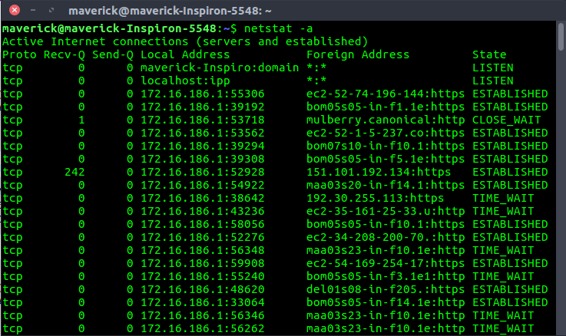 maverick@maverick-Inspiron-5548: ~
maverick@maverick-Inspiron-5548:~$ netstat -a
Active Internet connections (servers and established)
Proto Recv-Q Send-Q Local Address Foreign Address State
tcp 0 0 maverick-Inspiro:domain *:* LISTEN
tcp 0 0 localhost:ipp *:* LISTEN
tcp 0 0 172.16.186.1:55306 ec2-52-74-196-144:https ESTABLISHED
tcp 0 0 172.16.186.1:39192 bom05s05-in-f1.1e:https ESTABLISHED
tcp 1 0 172.16.186.1:53718 mulberry.canonical:http CLOSE_WAIT
tcp 0 0 172.16.186.1:53562 ec2-52-1-5-237.co:https ESTABLISHED
tcp 0 0 172.16.186.1:39294 bom07s10-in-f10.1:https ESTABLISHED
tcp 0 0 172.16.186.1:39308 bom05s05-in-f5.1e:https ESTABLISHED
tcp 242 0 172.16.186.1:52928 151.101.192.134:https ESTABLISHED
tcp 0 0 172.16.186.1:54922 maa03s20-in-f14.1:https ESTABLISHED
tcp 0 0 172.16.186.1:38642 192.30.255.113:https TIME_WAIT
tcp 0 0 172.16.186.1:43236 ec2-35-161-25-33.u:http TIME_WAIT
tcp 0 0 172.16.186.1:58056 bom05s05-in-f10.1:https ESTABLISHED
tcp 0 0 172.16.186.1:52276 ec2-34-208-200-70.:http ESTABLISHED
tcp 0 0 172.16.186.1:56348 maa03s23-in-f10.1e:http TIME_WAIT
tcp 0 0 172.16.186.1:59908 ec2-54-169-254-17:https ESTABLISHED
tcp 0 0 172.16.186.1:55240 bom05s05-in-f3.1e1:http TIME_WAIT
tcp 0 0 172.16.186.1:48620 del01s08-in-f205.:https ESTABLISHED
tcp 0 0 172.16.186.1:33064 bom05s05-in-f14.1e:http ESTABLISHED
tcp 0 0 172.16.186.1:56346 maa03s23-in-f10.1e:http TIME_WAIT
tcp 0 0 172.16.186.1:56262 maa03s23-in-f10.1e:http TIME_WAIT